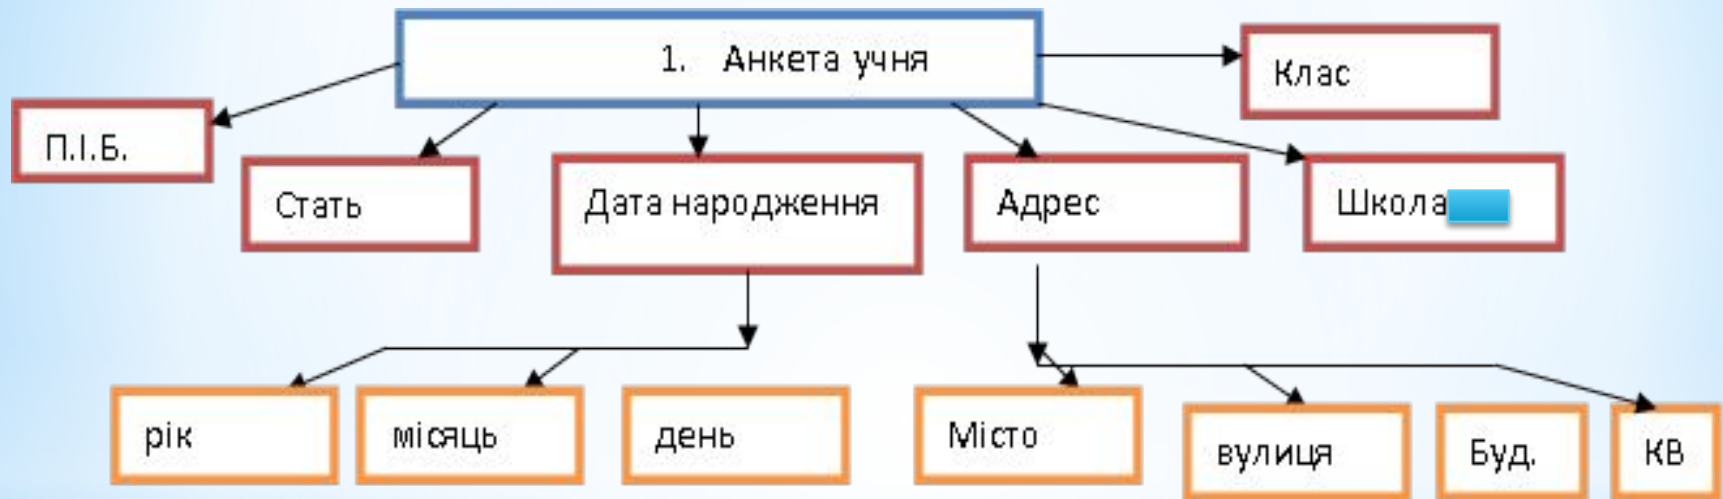 1. Анкета учня
Клас
П.І.Б.
Стать
Дата народження
Адрес
Школа
рік
місяць
день
Місто
вулиця
Буд.
КВ